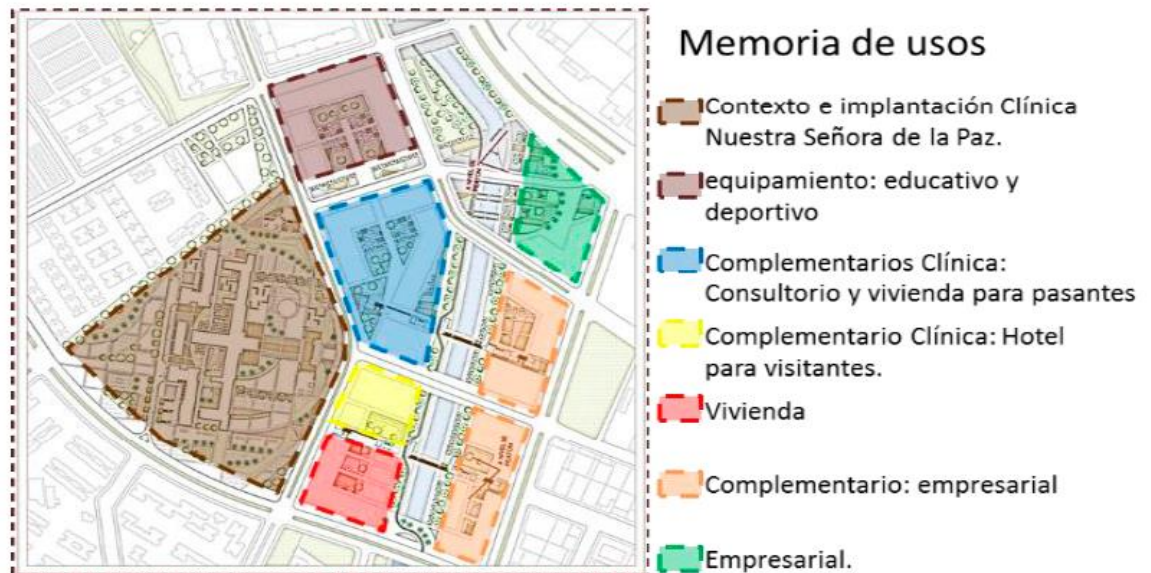 Memoria de usos
Contexto e implantación Clínica
Nuestra Señora de la Paz.
equipamiento: educativo y
deportivo
Complementarios Clínica:
Consultorio y vivienda para pasantes
Complementario Clínica: Hotel
para visitantes.
Vivienda
Complementario: empresarial
Empresarial.